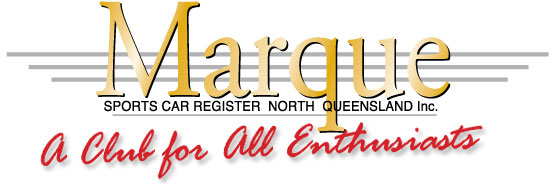 Marque
SPORTS CAR REGISTER NORTH QUEENSLAND Inc.
A Club for All Enthusiasts